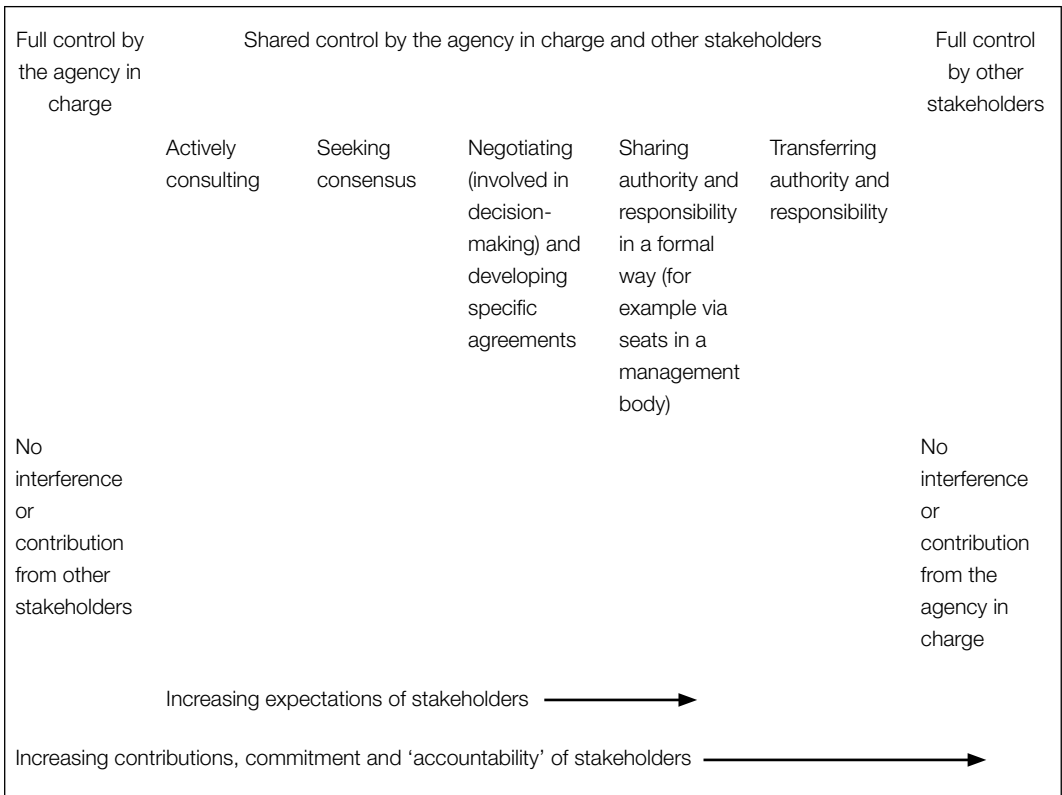 Full control by
the agency in
charge
Shared control by the agency in charge and other stakeholders
Full control
by other
stakeholders
Actively
consulting
Seeking
consensus
Negotiating
(involved in
decision-
making) and
developing
specific
agreements
Sharing
authority and
responsibility
in a formal
way (for
example via
seats in a
management
body)
Transferring
authority and
responsibility
No
interference
or
contribution
from other
stakeholders
No
interference
or
contribution
from the
agency in
charge
Increasing expectations of stakeholders
Increasing contributions, commitment and ‘accountability’ of stakeholders